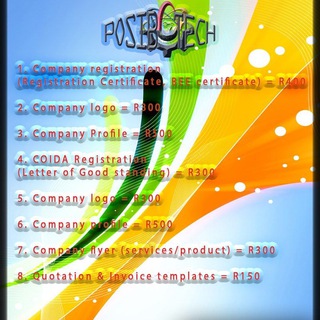 POSITBOTECH
1. Company registration
(Registration Certificate, BEE certificate) = R400
2. Company logo = R300
3. Company Profile = R500
4. COIDA Registration
(Letter of Good standing) = R300
5. Company logo = R300
6. Company profile = R500
7. Company flyer (services/product) = R300
8. Quotation & Invoice templates = R150